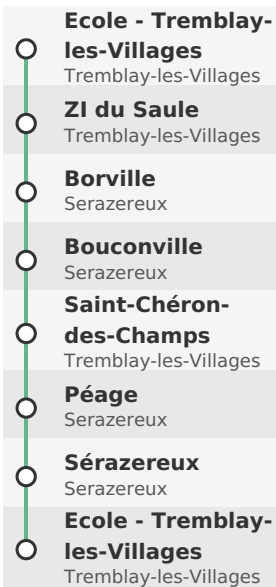 Ecole - Tremblay-
les-Villages
Tremblay-les-Villages
ZI du Saule
Tremblay-les-Villages
Borville
Serazereux
Bouconville
Serazereux
Saint-Chéron-
des-Champs
Tremblay-les-Villages
Péage
Serazereux
Sérazereux
Serazereux
Ecole - Tremblay-
les-Villages
Tremblay-les-Villages